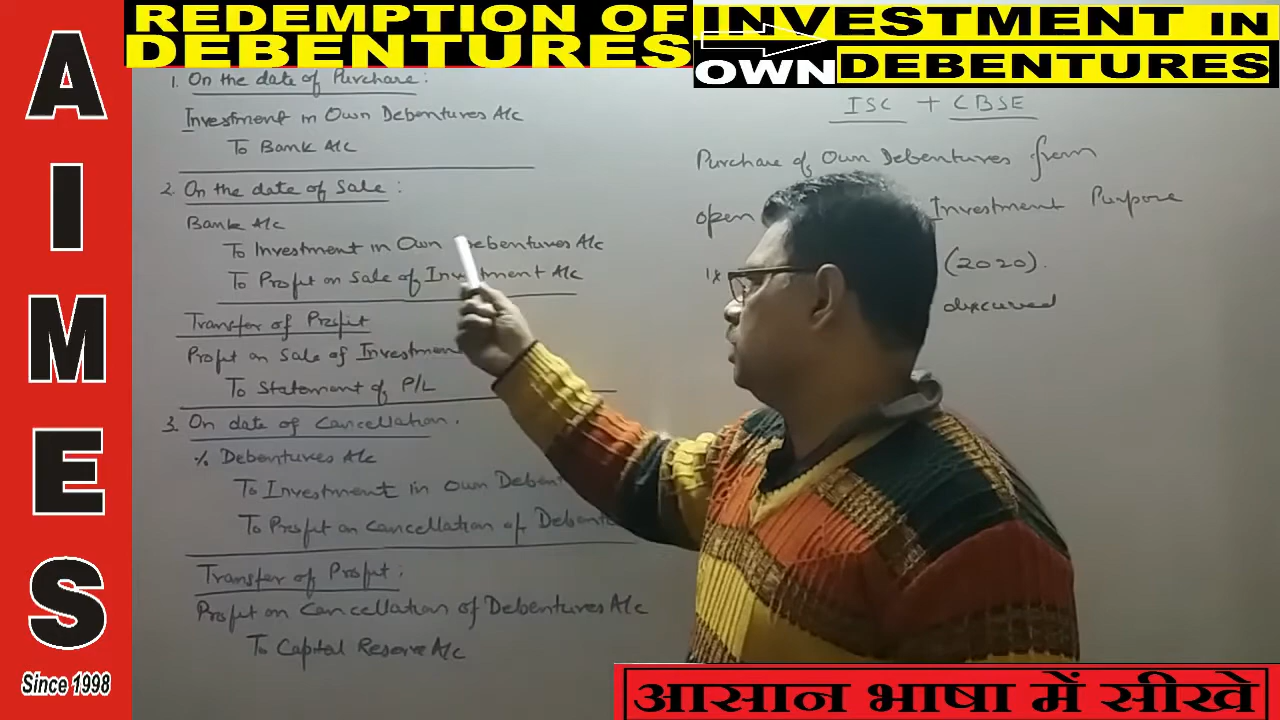 AIMES
Since 1998
REDEMPTION OF
DEBENTURES
INVESTMENT IN
OWN DEBENTURES
1. On the date of Purchase:
Investment in Own Debentures A/c
To Bank A/c
2. On the date of Sale:
Bank A/c
To Investment in Own Debentures A/c
To Profit on Sale of Investment A/c
Transfer of Profit
Profit on Sale of Investmen
To Statement of P/L
3. On date of Cancellation.
% Debentures A/c
To Investment in Own Deben
To Profit on Cancellation of Debent
Transfer of Profit:
Profit on Cancellation of Debentures A/c
To Capital Reserve A/c
ISC + CBSE
Purchase of Own Debentures from
open Investment Purpose
(2020).
discussed
आसान भाषा में सीखे